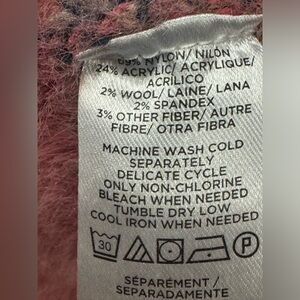 69% NYLON/ NILÓN
24% ACRYLIC/ ACRYLIQUE/
ACRÍLICO
2% WOOL/ LAINE/ LANA
2% SPANDEX
3% OTHER FIBER/ AUTRE
FIBRE/ OTRA FIBRA
MACHINE WASH COLD
SEPARATELY
DELICATE CYCLE
ONLY NON-CHLORINE
BLEACH WHEN NEEDED
TUMBLE DRY LOW
COOL IRON WHEN NEEDED
30 P
SÉPARÉMENT /
SEPARADAMENTE